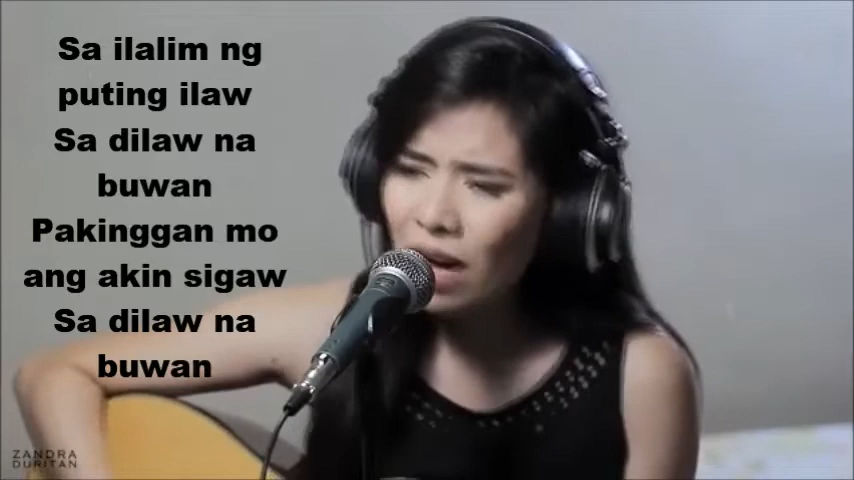 Sa ilalim ng
puting ilaw
Sa dilaw na
buwan
Pakinggan mo
ang akin sigaw
Sa dilaw na
buwan
ZANDRA
DURITAN